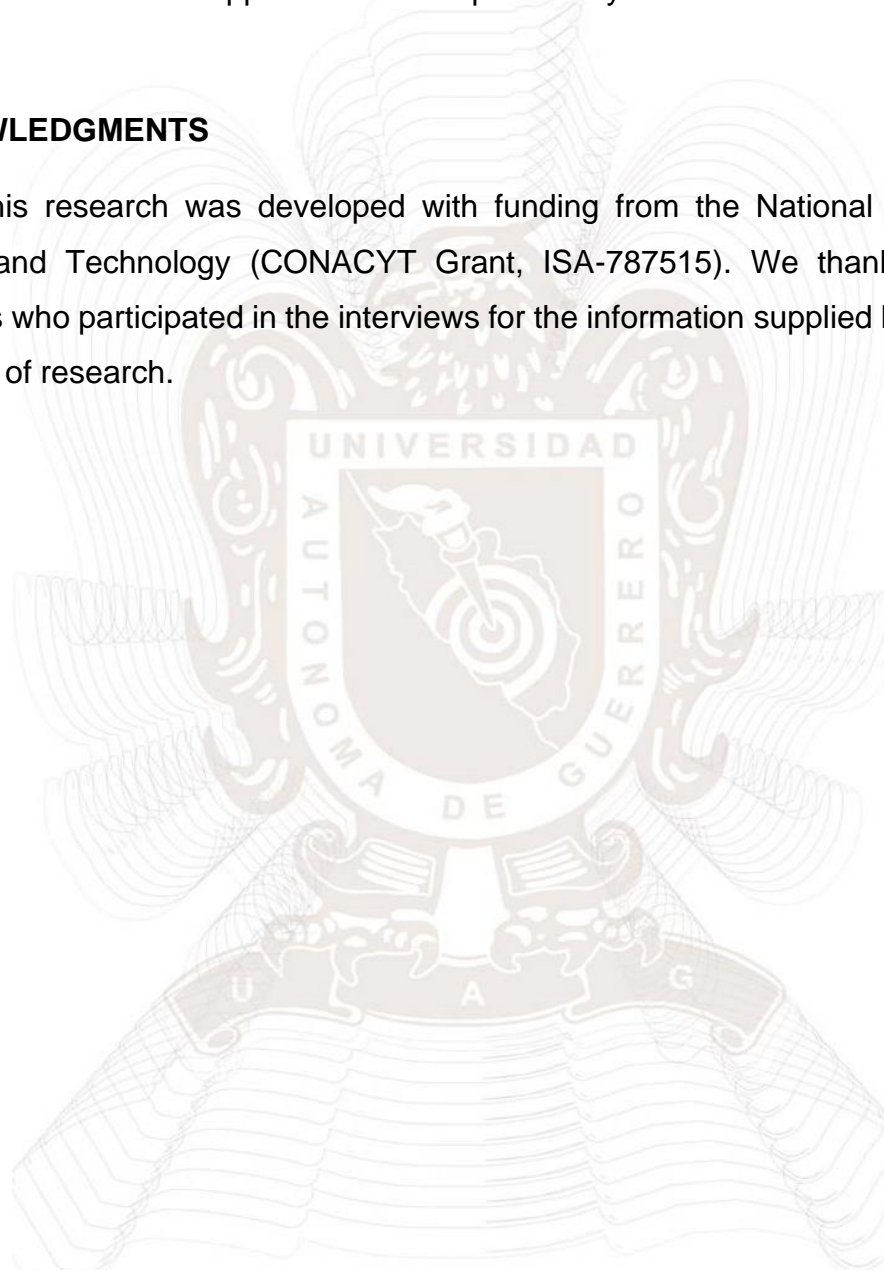 WLEDGMENTS
his research was developed with funding from the National
and Technology (CONACYT Grant, ISA-787515). We thank
s who participated in the interviews for the information supplied
of research.
UNIVERSIDAD
AUTONOMA
DE
GUERRERO
U A G